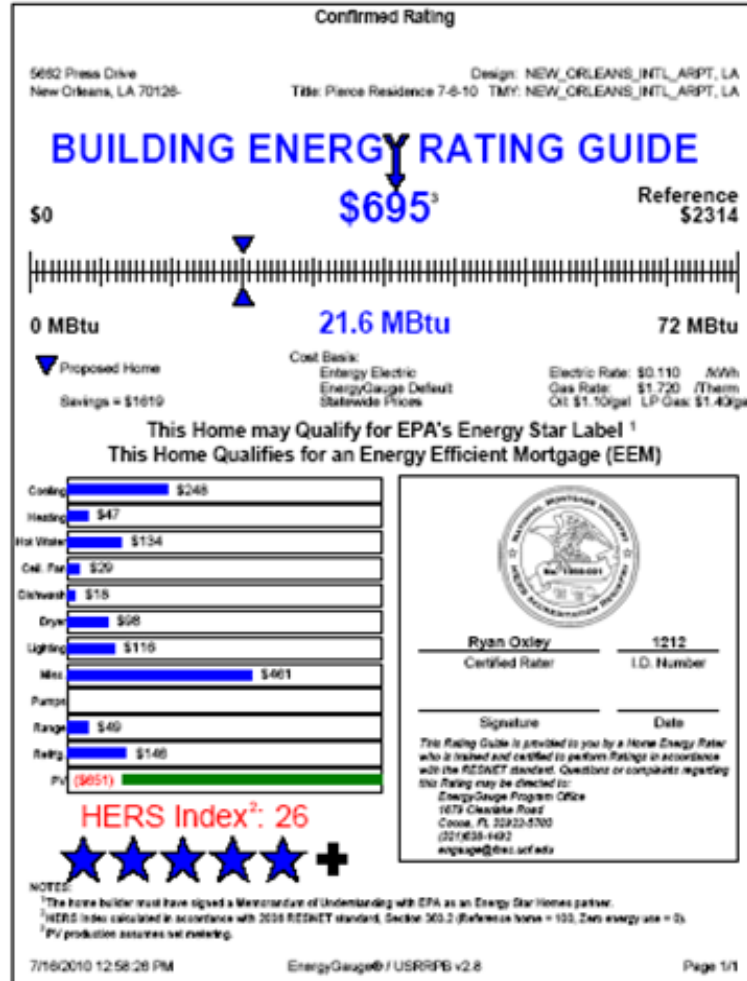 Confirmed Rating
5662 Press Drive
New Orleans, LA 70126-
Design: NEW_ORLEANS_INTL_ARPT, LA
Title: Pierce Residence 7-6-10 TMY: NEW_ORLEANS_INTL_ARPT, LA
BUILDING ENERGY RATING GUIDE
$0 $695³ Reference
$2314
0 MBtu 21.6 MBtu 72 MBtu
Proposed Home
Savings = $1619
Cost Basis:
Entergy Electric
EnergyGauge Default
Statewide Prices
Electric Rate: $0.110 /kWh
Gas Rate: $1.720 /Therm
Oil: $1.10/gal LP Gas: $1.40/ga
This Home may Qualify for EPA's Energy Star Label ¹
This Home Qualifies for an Energy Efficient Mortgage (EEM)
Cooling $248
Heating $47
Hot Water $134
Ceil. Fan $29
Dishwash $18
Dryer $98
Lighting $116
Misc. $461
Pumps
Range $49
Refrig. $146
PV ($651)
HERS Index²: 26
NATIONAL MORTGAGE INDUSTRY
HERS ACCREDITATION REGISTRY
Ryan Oxley 1212
Certified Rater I.D. Number
Signature Date
This Rating Guide is provided to you by a Home Energy Rater
who is trained and certified to perform Ratings in accordance
with the RESNET standard. Questions or complaints regarding
this Rating may be directed to:
EnergyGauge Program Office
1679 Clearlake Road
Cocoa, FL
NOTES:
¹The home builder must have signed a Memorandum of Understanding with EPA as an Energy Star Homes partner.
²HERS Index calculated in accordance with 2006 RESNET standard, Section 303.2 (Reference home = 100, Zero energy use = 0).
³PV production assumes net metering.
7/16/2010 12:58:26 PM EnergyGauge® / USRRPB v2.8 Page 1/1